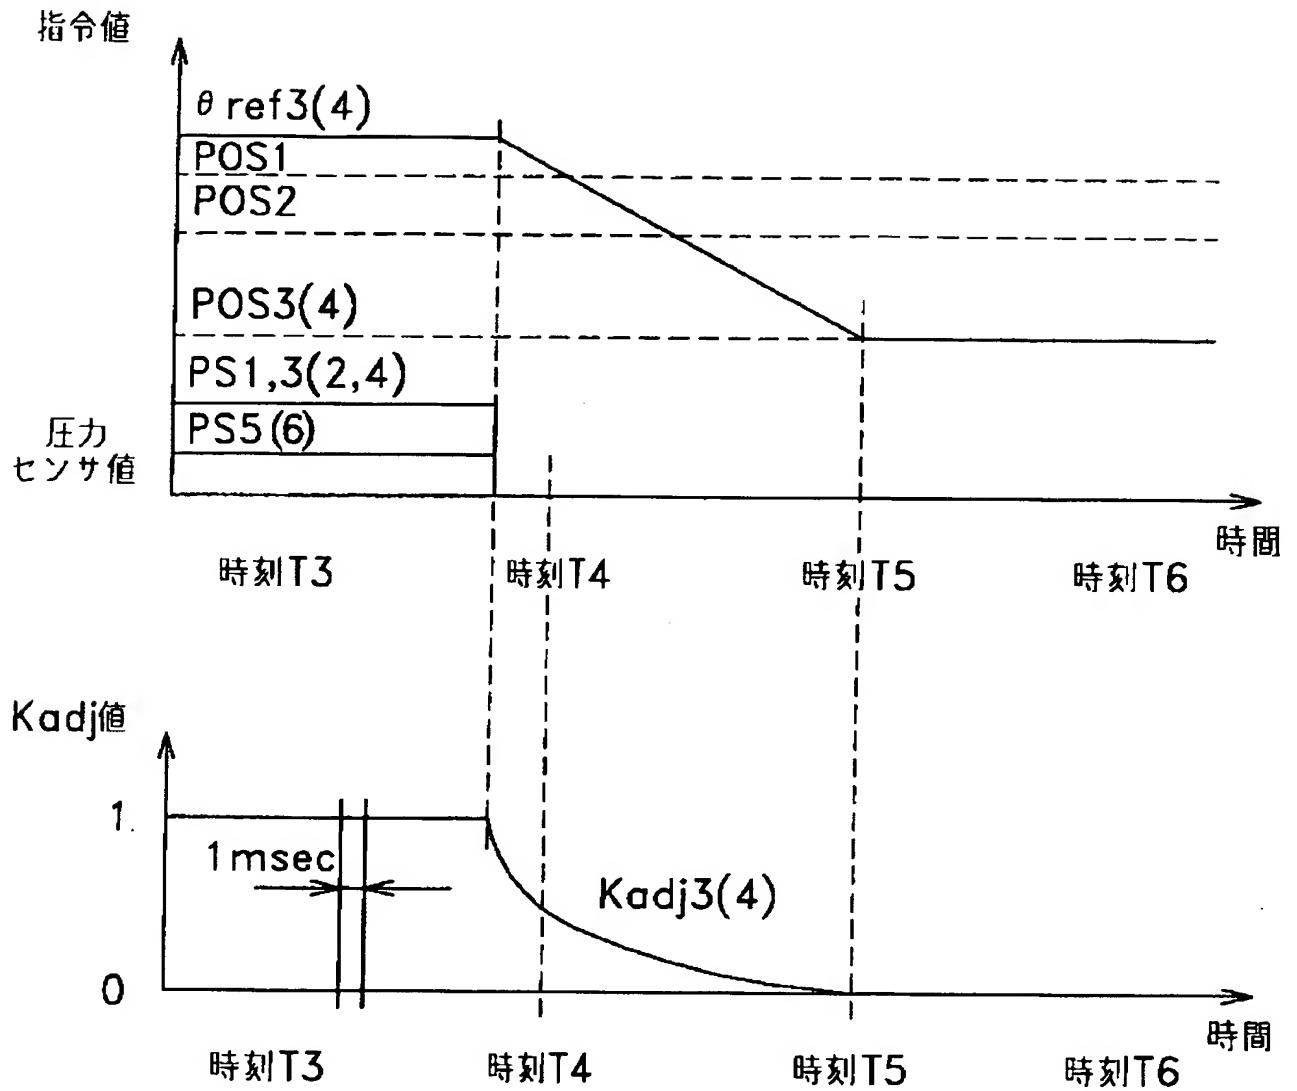 指令値
θref3(4)
POS1
POS2
POS3(4)
PS1,3(2,4)
圧力
センサ値
PS5(6)
時間
時刻T3
時刻T4
時刻T5
時刻T6
Kadj値
1
1msec
Kadj3(4)
0
時間
時刻T3
時刻T4
時刻T5
時刻T6